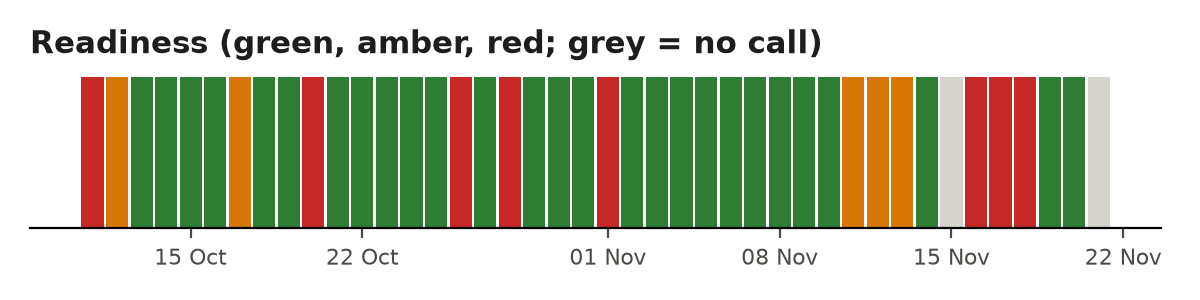 Readiness (green, amber, red; grey = no call)
15 Oct 22 Oct 01 Nov 08 Nov 15 Nov 22 Nov